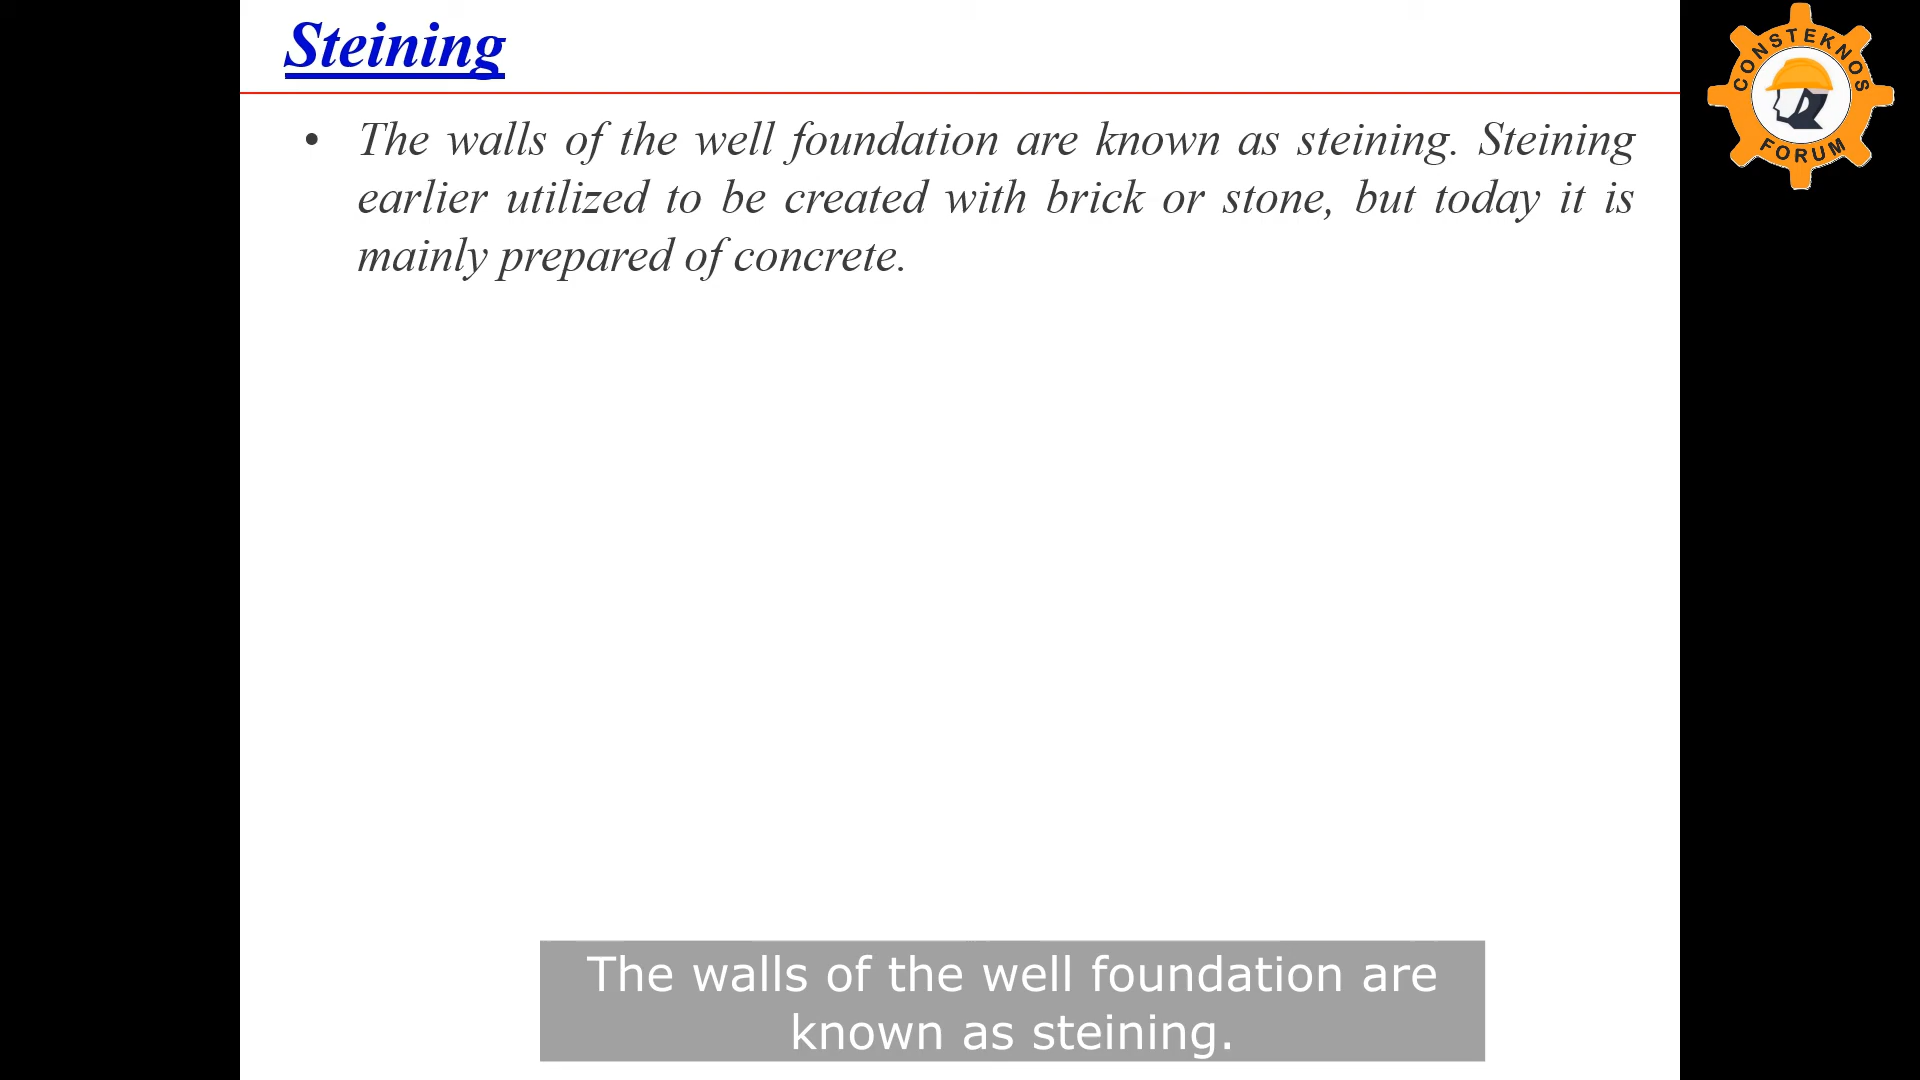 Steining
CONSTEKNOS
FORUM
• The walls of the well foundation are known as steining. Steining
earlier utilized to be created with brick or stone, but today it is
mainly prepared of concrete.
The walls of the well foundation are
known as steining.